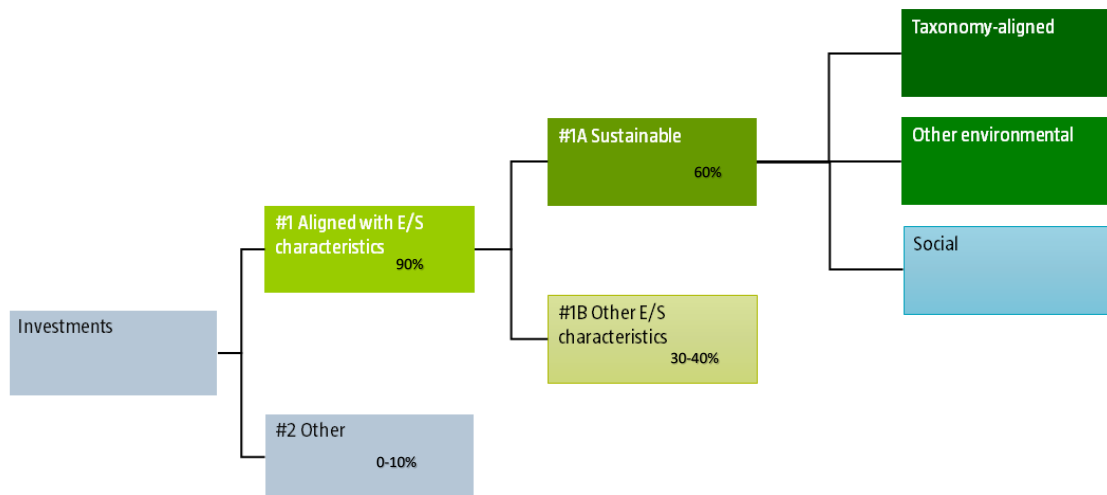 Taxonomy-aligned
#1A Sustainable
60%
Other environmental
#1 Aligned with E/S
characteristics
90%
Social
Investments
#1B Other E/S
characteristics
30-40%
#2 Other
0-10%